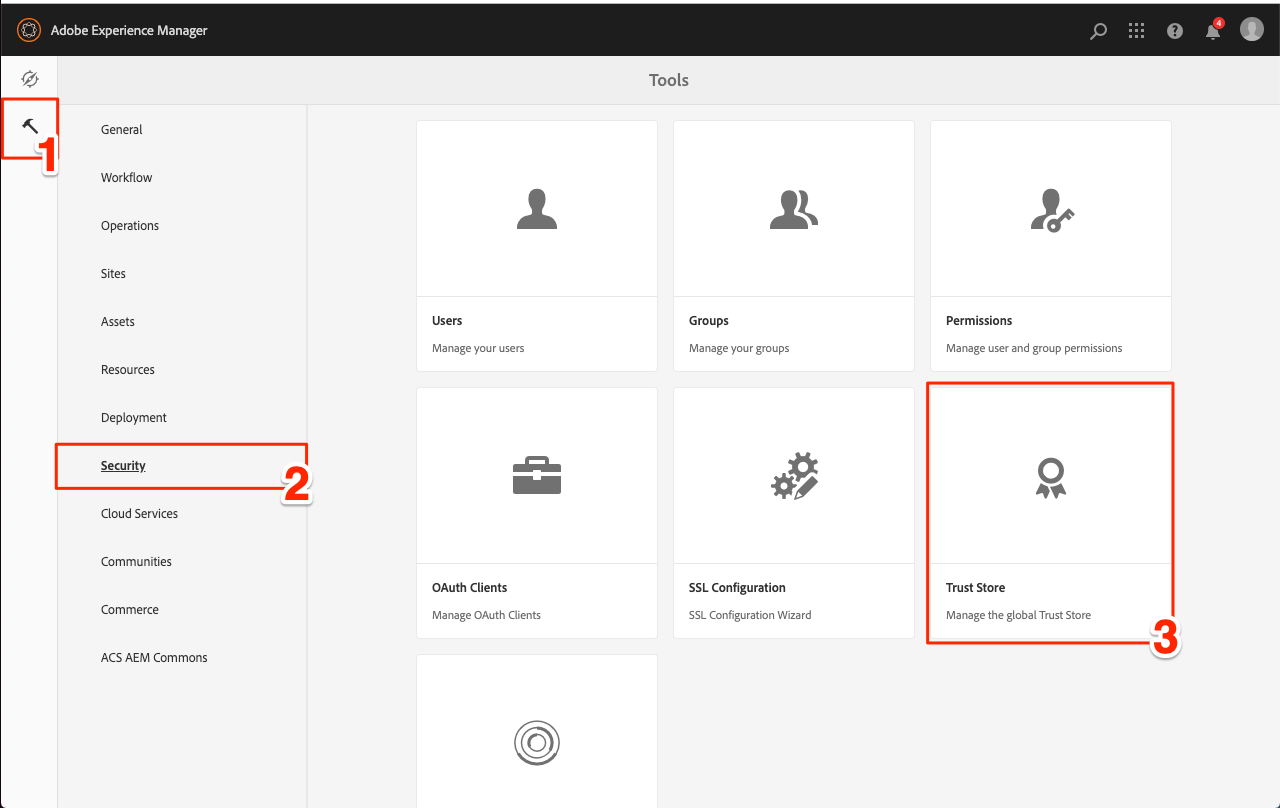 Adobe Experience Manager
4
Tools
1
General
Workflow
Operations
Sites
Assets
Resources
Deployment
Security
2
Cloud Services
Communities
Commerce
ACS AEM Commons
Users
Manage your users
Groups
Manage your groups
Permissions
Manage user and group permissions
OAuth Clients
Manage OAuth Clients
SSL Configuration
SSL Configuration Wizard
Trust Store
Manage the global Trust Store
3